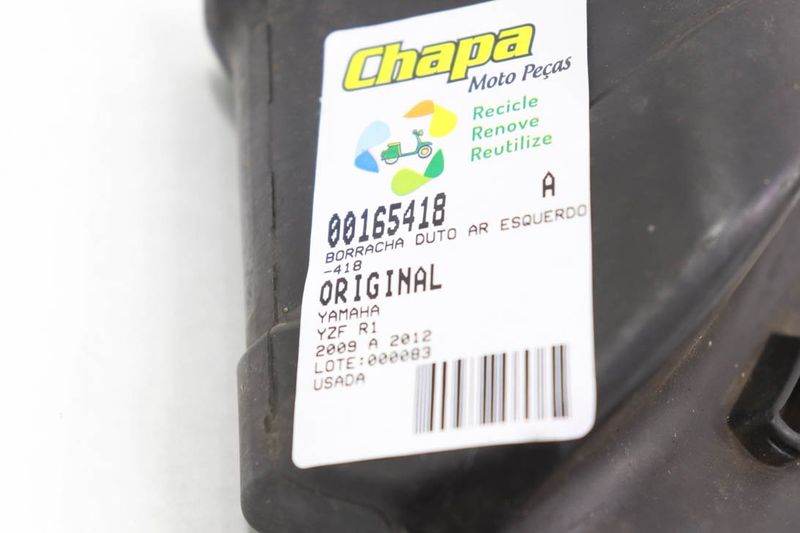 Chapa
Moto Peças
Recicle
Renove
Reutilize
A
00165418
BORRACHA DUTO AR ESQUERDO
-418
ORIGINAL
YAMAHA
YZF R1
2009 A 2012
LOTE:000083
USADA